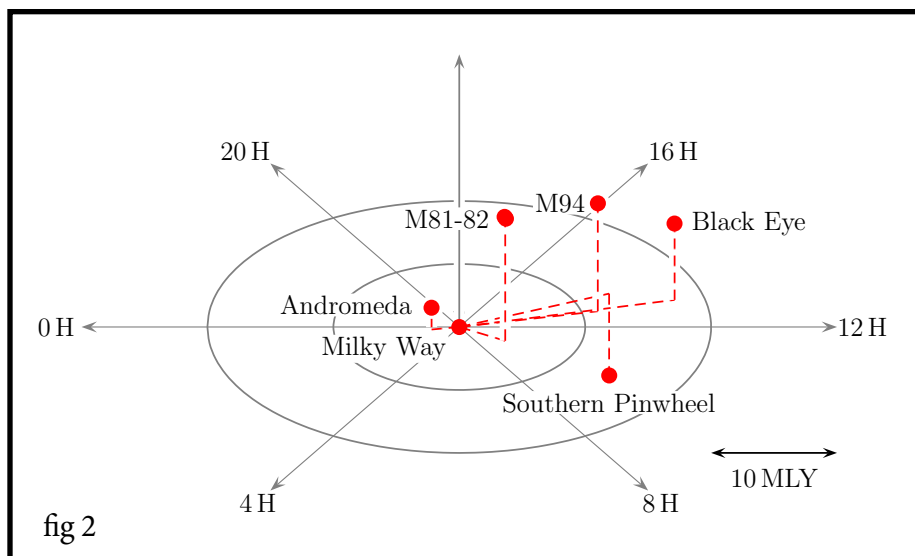 20 H
16 H
M94
M81-82
Black Eye
Andromeda
0 H
12 H
Milky Way
Southern Pinwheel
10 MLY
4 H
8 H
fig 2